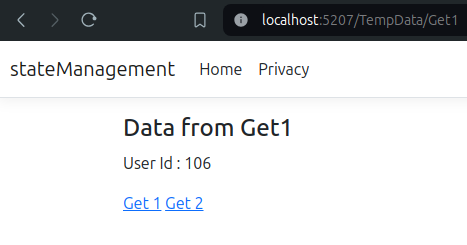 localhost:5207/TempData/Get1
stateManagement Home Privacy
Data from Get1
User Id : 106
Get 1 Get 2